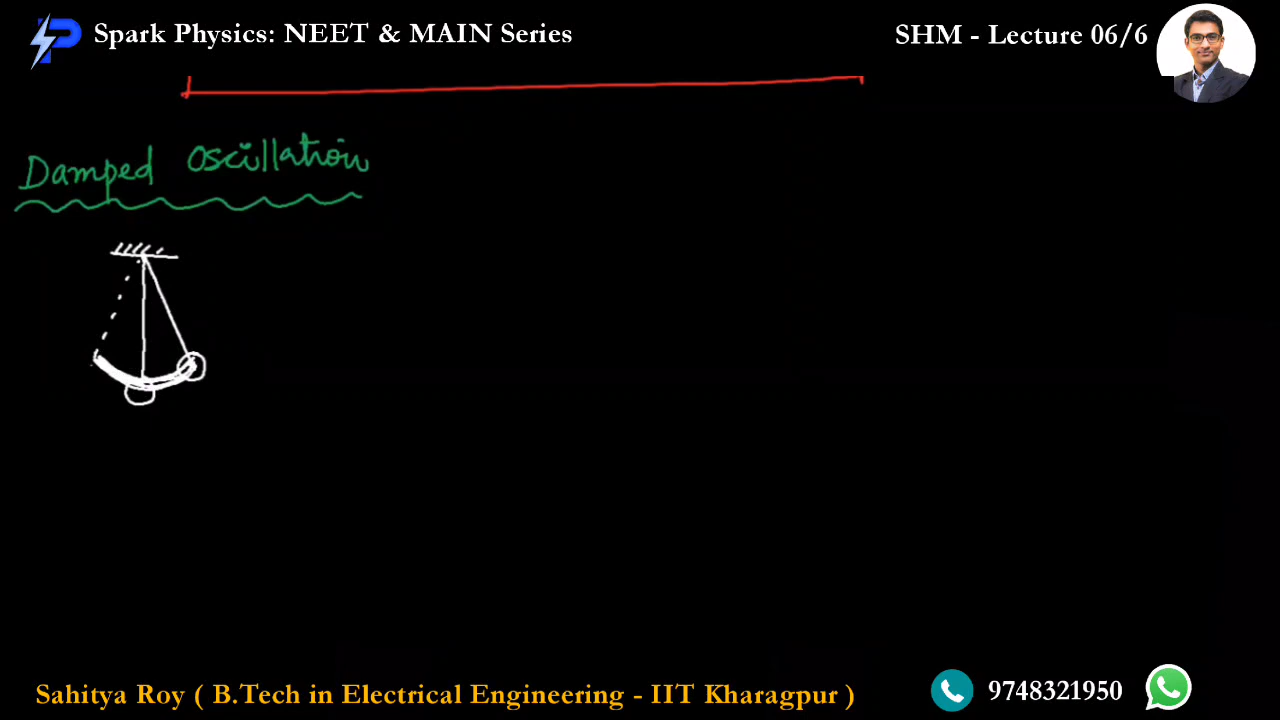 Spark Physics: NEET & MAIN Series
SHM - Lecture 06/6
Damped Oscillation
Sahitya Roy ( B.Tech in Electrical Engineering - IIT Kharagpur )
9748321950